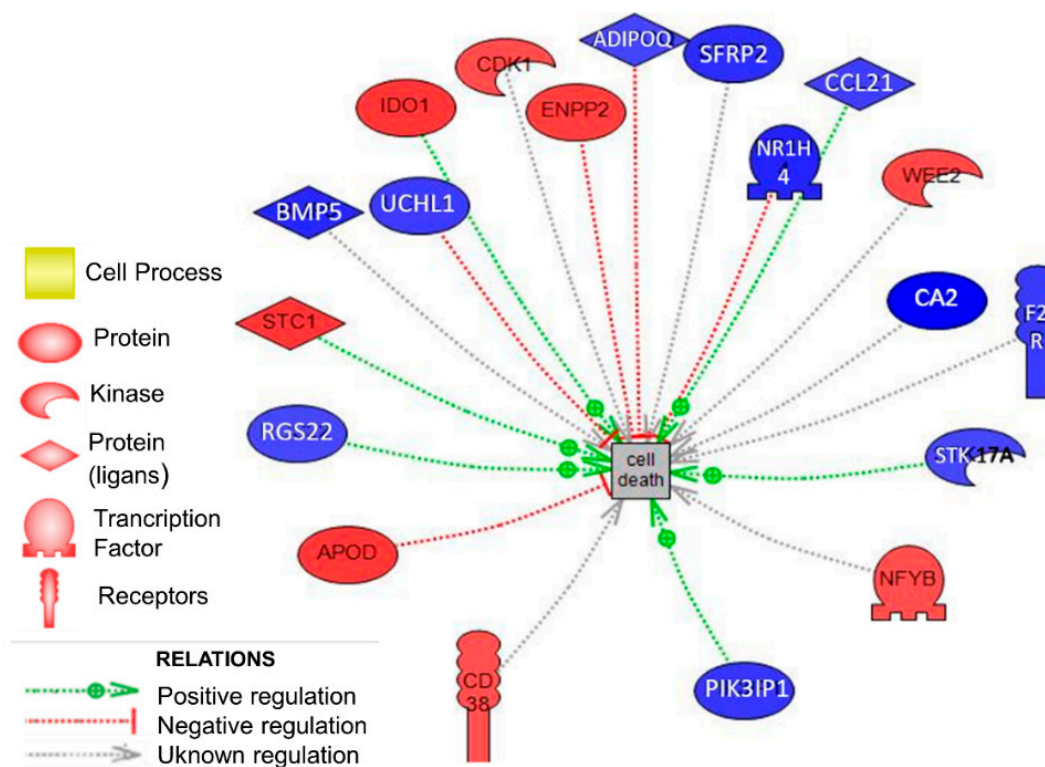 ADIPOQ
SFRP2
CDK1
CCL21
IDO1
ENPP2
NR1H
4
WEE2
UCHL1
BMP5
Cell Process
CA2
F2
R
STC1
Protein
Kinase
RGS22
Protein
(ligans)
cell
death
STK17A
Trancription
Factor
APOD
NFYB
Receptors
RELATIONS
CD
38
PIK3IP1
Positive regulation
Negative regulation
Uknown regulation